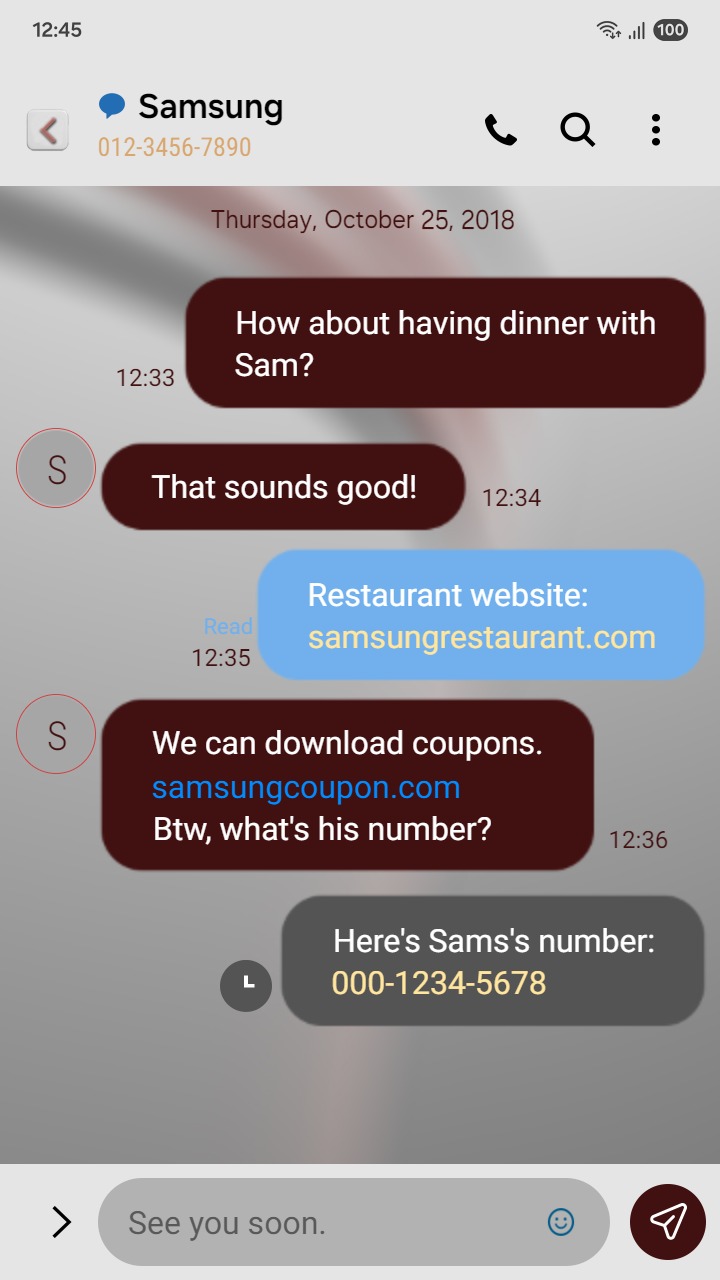 12:45
100
Samsung
012-3456-7890
Thursday, October 25, 2018
How about having dinner with
Sam?
12:33
S
That sounds good!
12:34
Restaurant website:
samsungrestaurant.com
Read
12:35
S
We can download coupons.
samsungcoupon.com
Btw, what's his number?
12:36
Here's Sams's number:
000-1234-5678
See you soon.